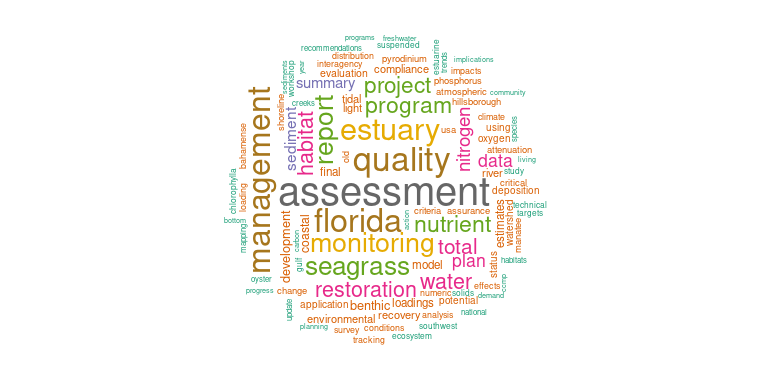 programs
freshwater
recommendations
suspended
estuarine
trends
implications
distribution
pyrodinium
interagency
year
workshop
sediments
evaluation
compliance
impacts
summary
project
phosphorus
atmospheric
community
management
shoreline
creeks
report
tidal
light
program
hillsborough
habitat
sediment
estuary
usa
nitrogen
climate
using
species
oxygen
bahamense
old
quality
attenuation
data
living
final
river
study
chlorophylla
loading
assessment
critical
deposition
bottom
florida
action
criteria
assurance
technical
targets
mapping
development
carbon
coastal
nutrient
estimates
watershed
manatee
monitoring
total
gulf
seagrass
model
plan
status
habitats
oyster
water
effects
ccmp
progress
change
restoration
numeric
solids
demand
update
application
benthic
loadings
potential
national
planning
environmental
recovery
analysis
survey
conditions
southwest
tracking
ecosystem